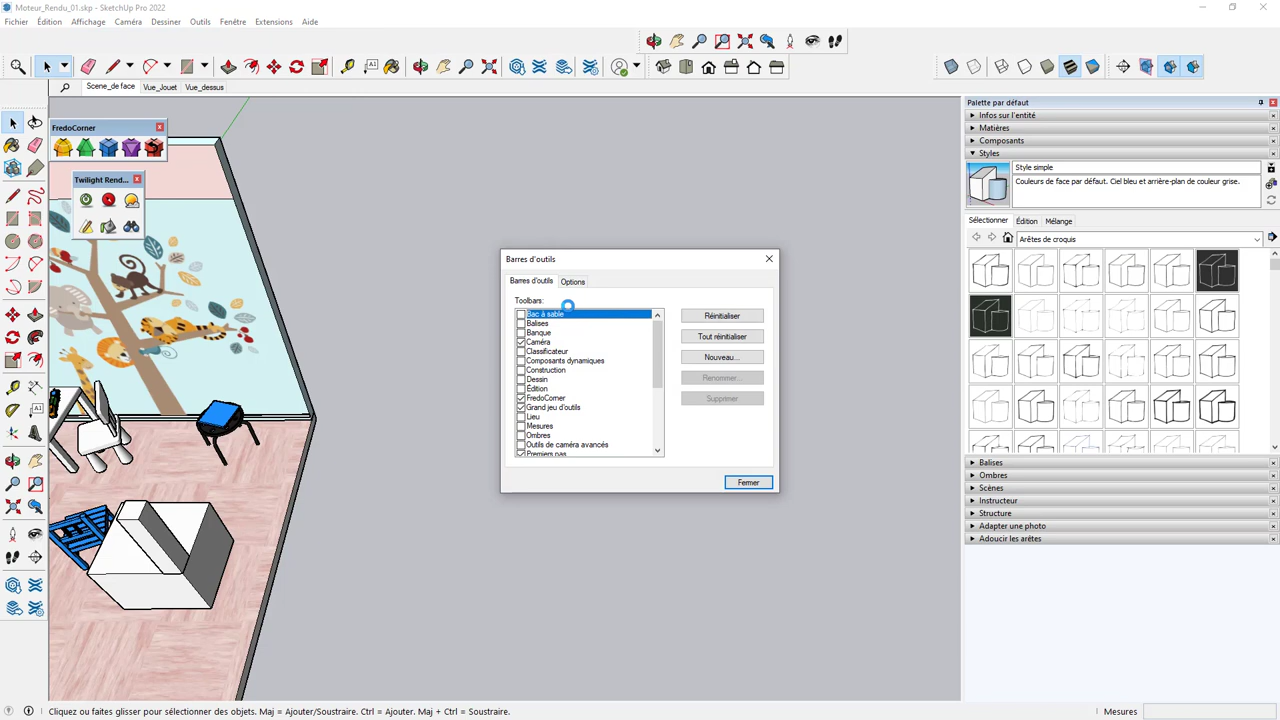 Moteur_Rendu_01.skp - SketchUp Pro 2022
Fichier Édition Affichage Caméra Dessiner Outils Fenêtre Extensions Aide
Scene_de face Vue_Jouet Vue_dessus
FredoCorner
Twilight Rend...
Barres d'outils
Barres d'outils Options
Toolbars:
Bac à sable
Balises
Banque
Caméra
Classificateur
Composants dynamiques
Construction
Dessin
Édition
FredoCorner
Grand jeu d'outils
Lieu
Mesures
Ombres
Outils de caméra avancés
Premiers pas
Réinitialiser
Tout réinitialiser
Nouveau...
Renommer...
Supprimer
Fermer
Palette par défaut
Infos sur l'entité
Matières
Composants
Styles
Style simple
Couleurs de face par défaut. Ciel bleu et arrière-plan de couleur grise.
Sélectionner Édition Mélange
Arêtes de croquis
Balises
Ombres
Scènes
Instructeur
Structure
Adapter une photo
Adoucir les arêtes
Cliquez ou faites glisser pour sélectionner des objets. Maj = Ajouter/Soustraire. Ctrl = Ajouter. Maj + Ctrl = Soustraire.
Mesures